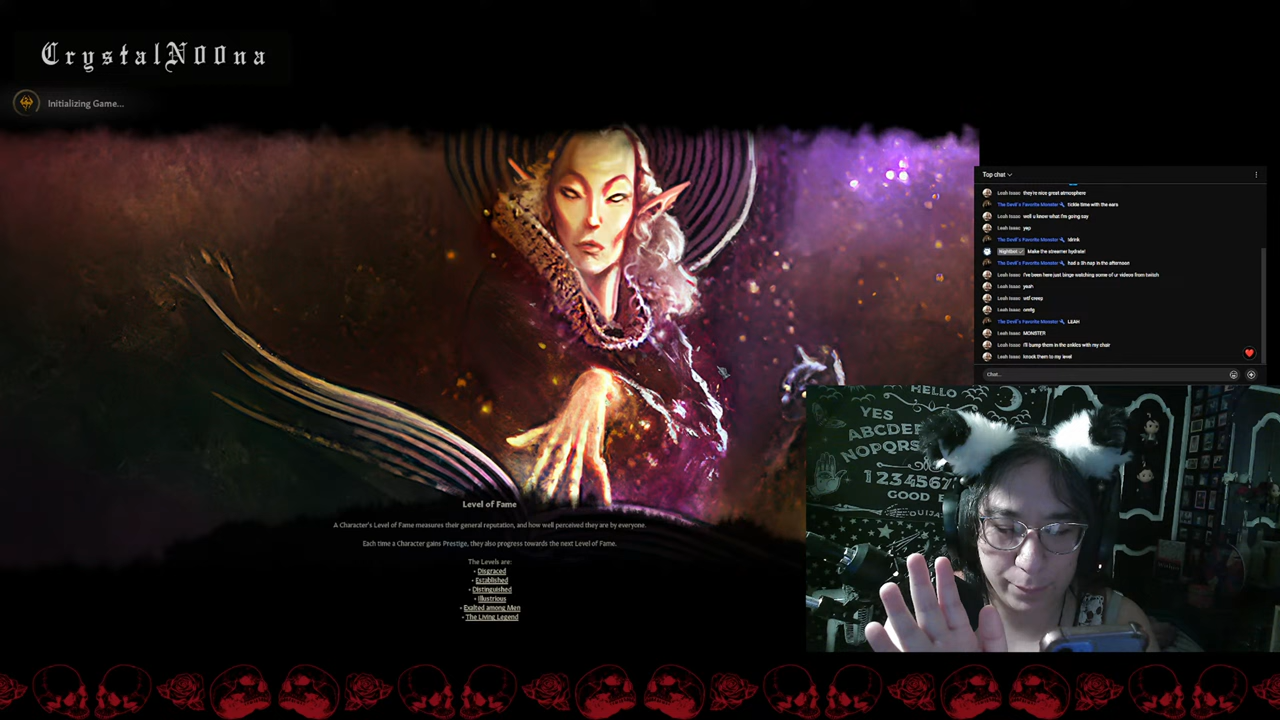 CrystalN00na
Initializing Game...
Level of Fame
A Character's Level of Fame measures their general reputation, and how well perceived they are by everyone.
Each time a Character gains Prestige, they also progress towards the next Level of Fame.
The Levels are:
• Disgraced
• Established
• Distinguished
• Illustrious
• Exalted among Men
• The Living Legend
Top chat
Leah Isaac they're nice great atmosphere
The Devil's Favorite Monster tickle time with the ears
Leah Isaac well u know what I'm going say
Leah Isaac yep
The Devil's Favorite Monster !drink
Nightbot Make the streamer hydrate!
The Devil's Favorite Monster had a 5h nap in the afternoon
Leah Isaac I've been here just binge watching some of ur videos from twitch
Leah Isaac yeah
Leah Isaac wtf creep
Leah Isaac omfg
The Devil's Favorite Monster LEAH
Leah Isaac MONSTER
Leah Isaac I'll bump them in the ankles with my chair
Leah Isaac knock them to my level
Chat...
HELLO
YES
ABCDEF
NOPQRS
1234567
GOOD
OUIJA